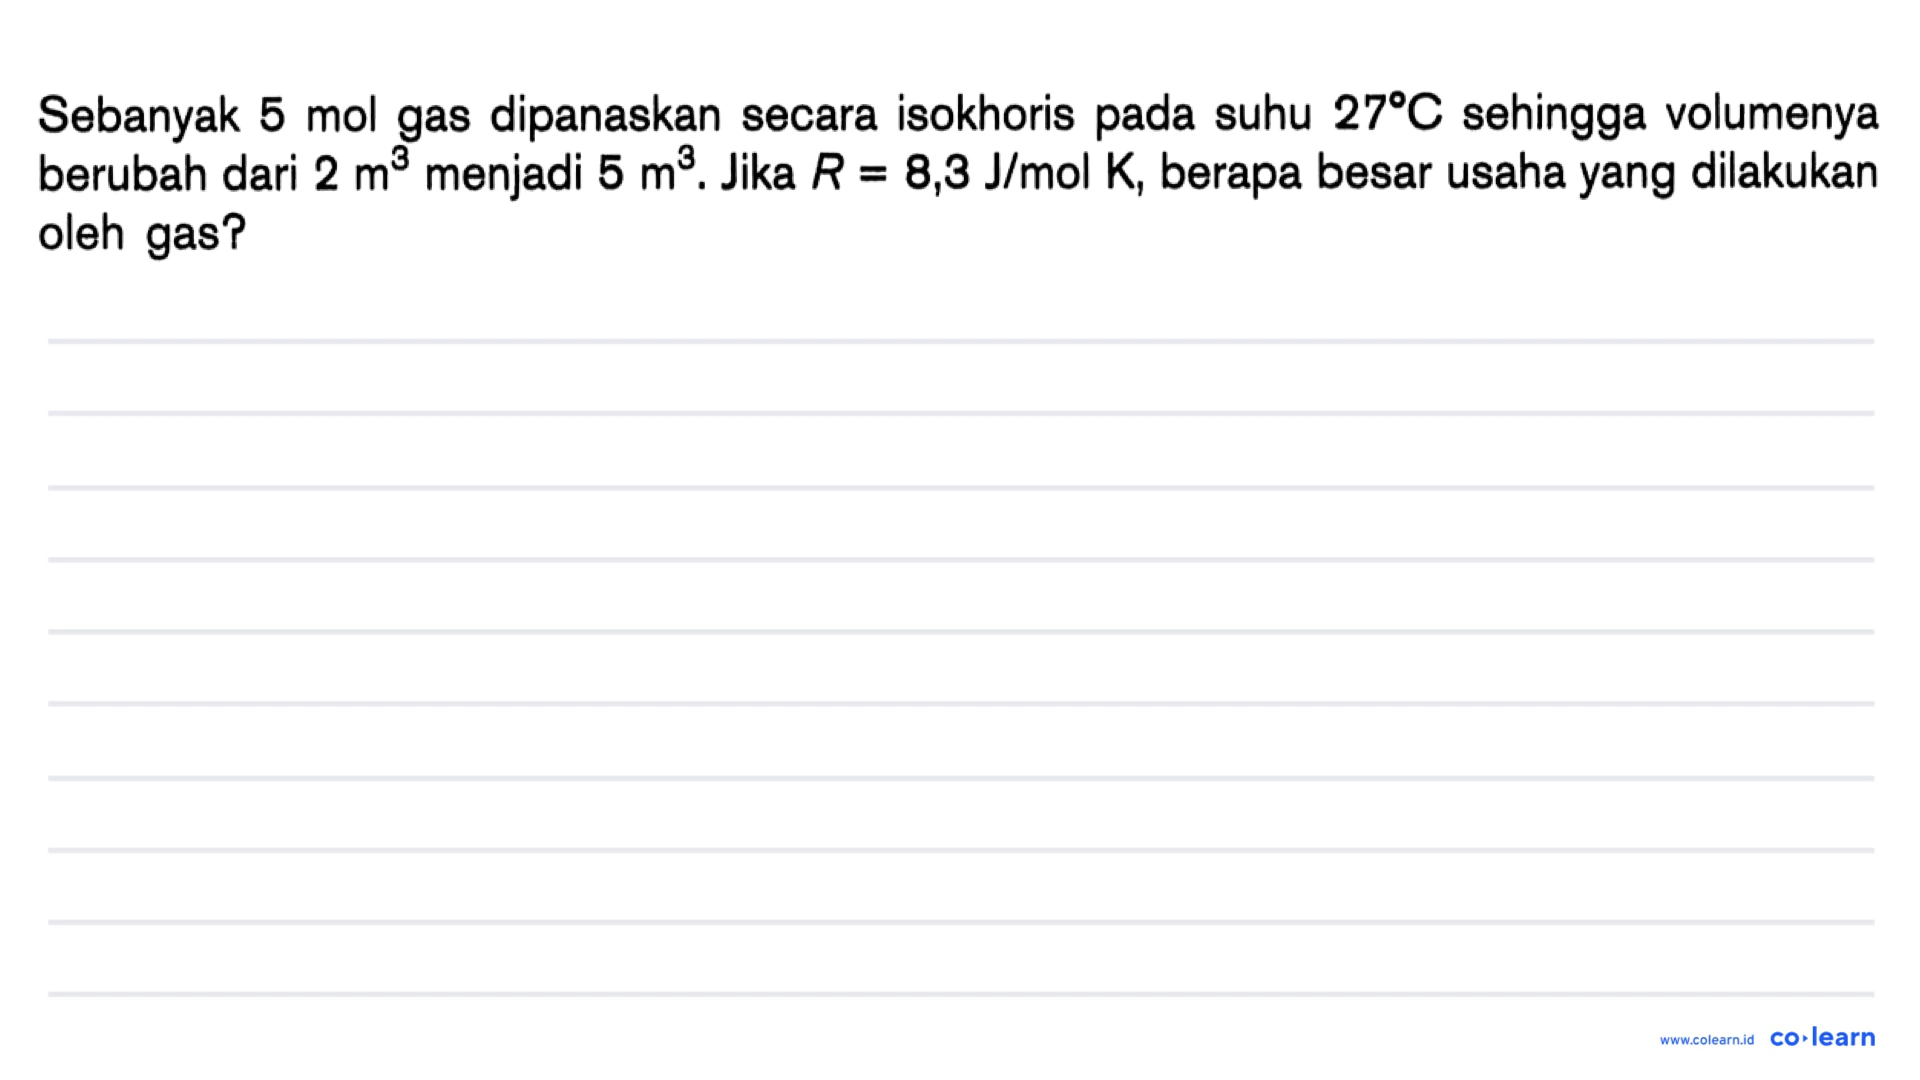 Sebanyak 5 mol gas dipanaskan secara isokhoris pada suhu 27°C sehingga volumenya
berubah dari 2 m³ menjadi 5 m³. Jika R = 8,3 J/mol K, berapa besar usaha yang dilakukan
oleh gas?
www.colearn.id co·learn